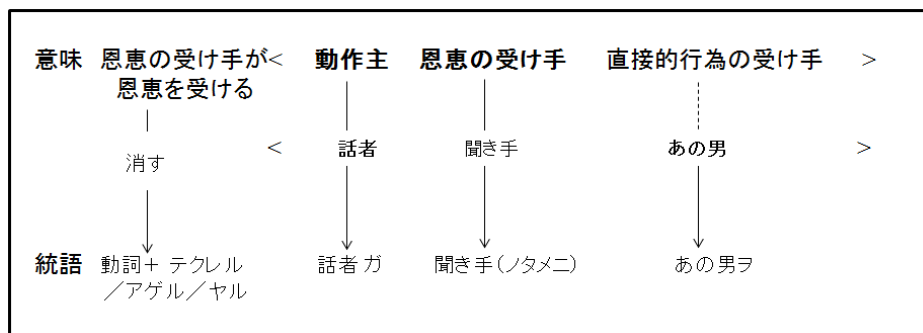 意味 恩恵の受け手が< 動作主 恩恵の受け手 直接的行為の受け手 >
恩恵を受ける
消す < 話者 聞き手 あの男 >
統語 動詞+ テクレル 話者ガ 聞き手(ノタメニ) あの男ヲ
/アゲル/ヤル